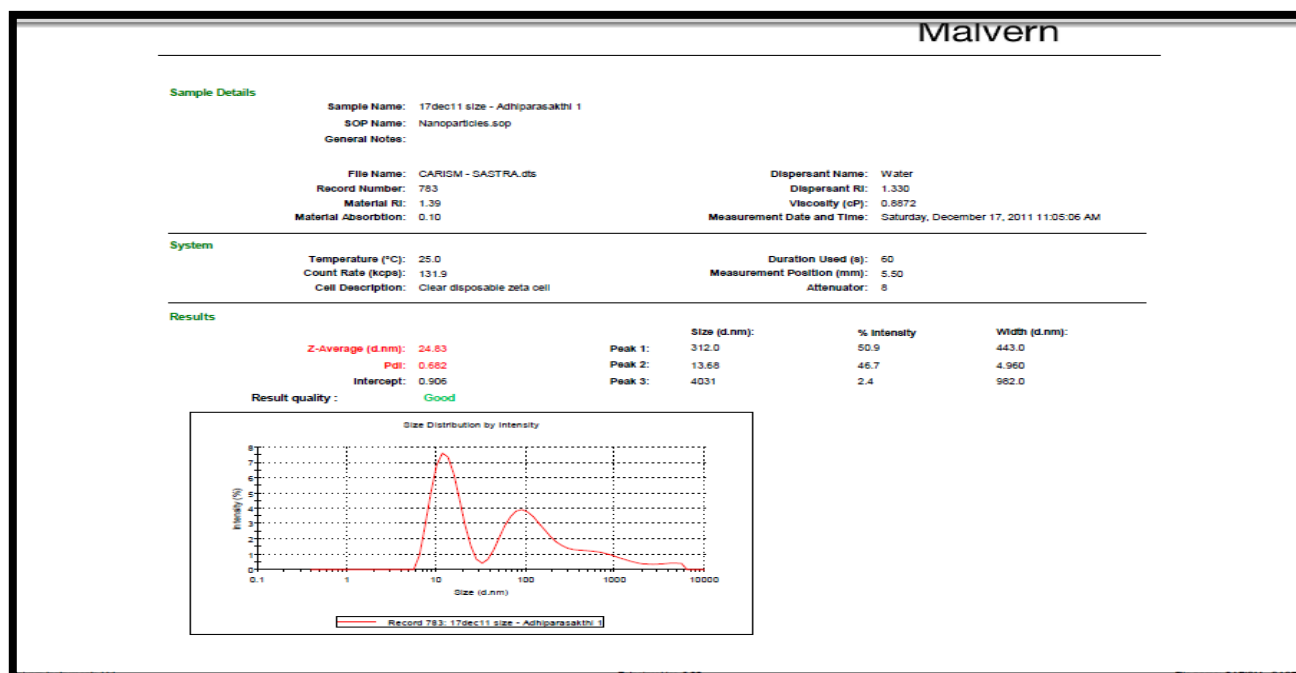 Malvern
Sample Details
Sample Name: 17dec11 size - Adhiparasakthi 1
SOP Name: Nanoparticles.sop
General Notes:
File Name: CARISM - SASTRA.dts Dispersant Name: Water
Record Number: 783 Dispersant RI: 1.330
Material RI: 1.39 Viscosity (cP): 0.8872
Material Absorbtion: 0.10 Measurement Date and Time: Saturday, December 17, 2011 11:05:06 AM
System
Temperature (°C): 25.0 Duration Used (s): 60
Count Rate (kcps): 131.9 Measurement Position (mm): 5.50
Cell Description: Clear disposable zeta cell Attenuator: 8
Results
Size (d.nm): % Intensity Width (d.nm):
Z-Average (d.nm): 24.83 Peak 1: 312.0 50.9 443.0
PdI: 0.682 Peak 2: 13.68 46.7 4.960
Intercept: 0.906 Peak 3: 4031 2.4 982.0
Result quality : Good
Size Distribution by Intensity
8
7
6
5
4
3
2
1
0
Intensity (%)
0.1 1 10 100 1000 10000
Size (d.nm)
Record 783: 17dec11 size - Adhiparasakthi 1